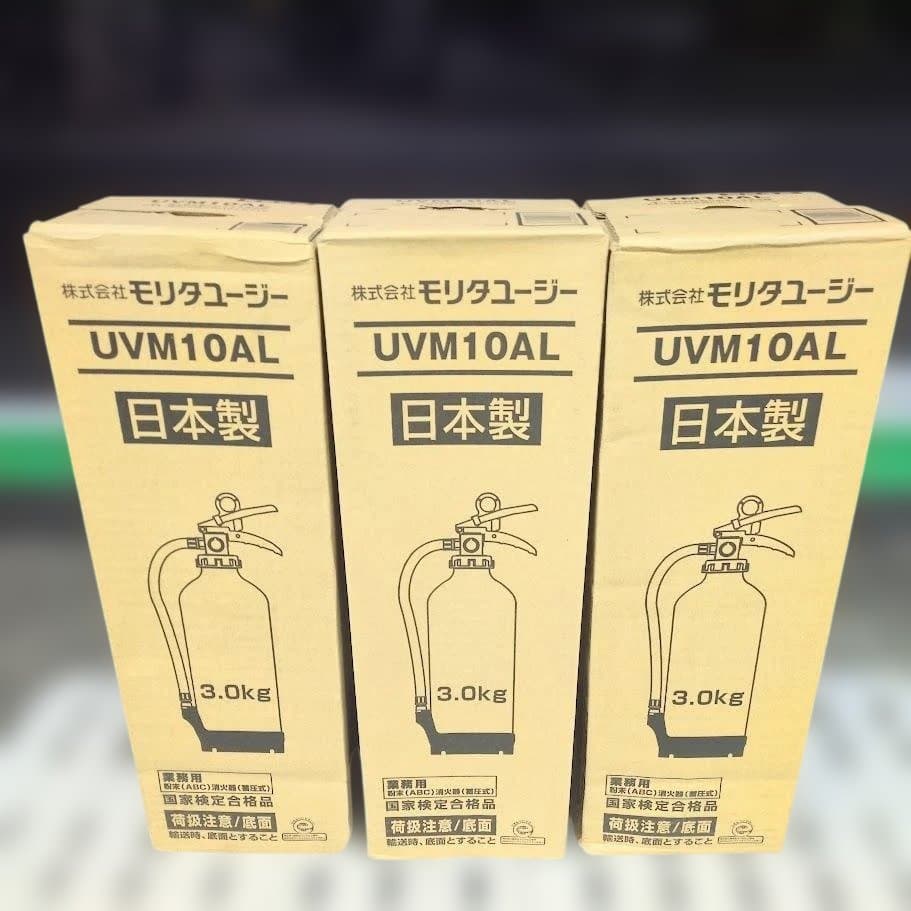 UVM10AL
株式会社モリタユージー
UVM10AL
日本製
3.0kg
業務用
粉末(ABC)消火器(蓄圧式)
国家検定合格品
荷扱注意/底面
輸送時、底面とすること
UVM10AL
株式会社モリタユージー
UVM10AL
日本製
3.0kg
業務用
粉末(ABC)消火器(蓄圧式)
国家検定合格品
荷扱注意/底面
輸送時、底面とすること
UVM10AL
株式会社モリタユージー
UVM10AL
日本製
3.0kg
業務用
粉末(ABC)消火器(蓄圧式)
国家検定合格品
荷扱注意/底面
輸送時、底面とすること